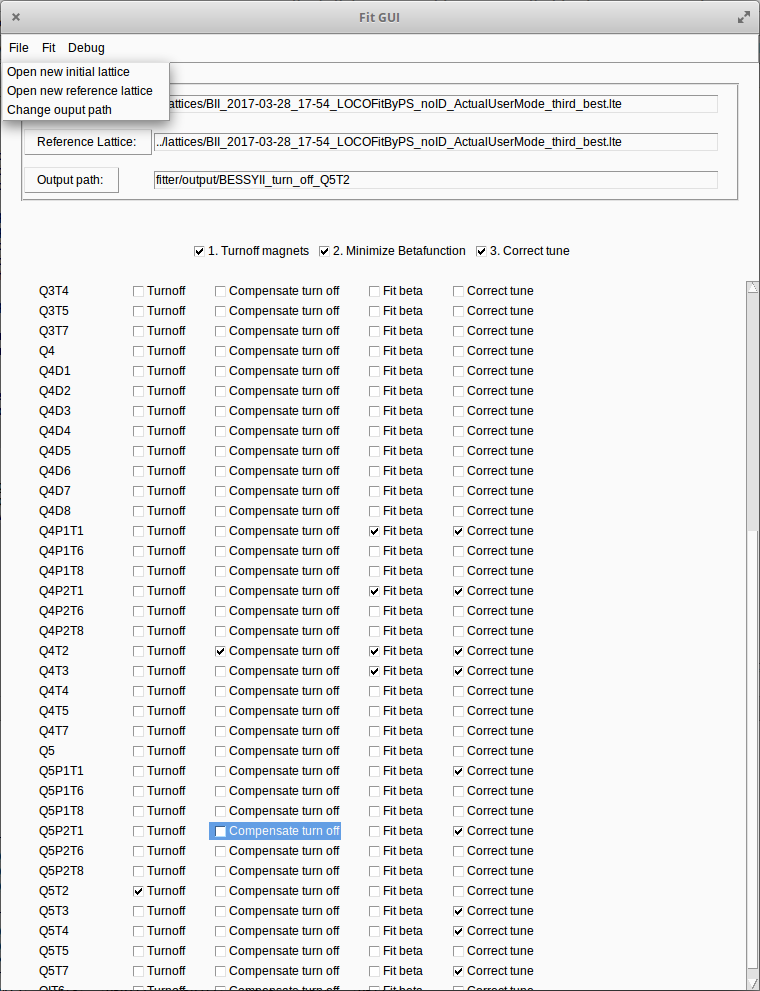 Fit GUI
File Fit Debug
Open new initial lattice
Open new reference lattice
Change ouput path
attices/BII_2017-03-28_17-54_LOCOFitByPS_noID_ActualUserMode_third_best.lte
Reference Lattice: ../lattices/BII_2017-03-28_17-54_LOCOFitByPS_noID_ActualUserMode_third_best.lte
Output path: fitter/output/BESSYII_turn_off_Q5T2
1. Turnoff magnets 2. Minimize Betafunction 3. Correct tune
Q3T4 Turnoff Compensate turn off Fit beta Correct tune
Q3T5 Turnoff Compensate turn off Fit beta Correct tune
Q3T7 Turnoff Compensate turn off Fit beta Correct tune
Q4 Turnoff Compensate turn off Fit beta Correct tune
Q4D1 Turnoff Compensate turn off Fit beta Correct tune
Q4D2 Turnoff Compensate turn off Fit beta Correct tune
Q4D3 Turnoff Compensate turn off Fit beta Correct tune
Q4D4 Turnoff Compensate turn off Fit beta Correct tune
Q4D5 Turnoff Compensate turn off Fit beta Correct tune
Q4D6 Turnoff Compensate turn off Fit beta Correct tune
Q4D7 Turnoff Compensate turn off Fit beta Correct tune
Q4D8 Turnoff Compensate turn off Fit beta Correct tune
Q4P1T1 Turnoff Compensate turn off Fit beta Correct tune
Q4P1T6 Turnoff Compensate turn off Fit beta Correct tune
Q4P1T8 Turnoff Compensate turn off Fit beta Correct tune
Q4P2T1 Turnoff Compensate turn off Fit beta Correct tune
Q4P2T6 Turnoff Compensate turn off Fit beta Correct tune
Q4P2T8 Turnoff Compensate turn off Fit beta Correct tune
Q4T2 Turnoff Compensate turn off Fit beta Correct tune
Q4T3 Turnoff Compensate turn off Fit beta Correct tune
Q4T4 Turnoff Compensate turn off Fit beta Correct tune
Q4T5 Turnoff Compensate turn off Fit beta Correct tune
Q4T7 Turnoff Compensate turn off Fit beta Correct tune
Q5 Turnoff Compensate turn off Fit beta Correct tune
Q5P1T1 Turnoff Compensate turn off Fit beta Correct tune
Q5P1T6 Turnoff Compensate turn off Fit beta Correct tune
Q5P1T8 Turnoff Compensate turn off Fit beta Correct tune
Q5P2T1 Turnoff Compensate turn off Fit beta Correct tune
Q5P2T6 Turnoff Compensate turn off Fit beta Correct tune
Q5P2T8 Turnoff Compensate turn off Fit beta Correct tune
Q5T2 Turnoff Compensate turn off Fit beta Correct tune
Q5T3 Turnoff Compensate turn off Fit beta Correct tune
Q5T4 Turnoff Compensate turn off Fit beta Correct tune
Q5T5 Turnoff Compensate turn off Fit beta Correct tune
Q5T7 Turnoff Compensate turn off Fit beta Correct tune
Turnoff Compensate turn off Fit beta Correct tune